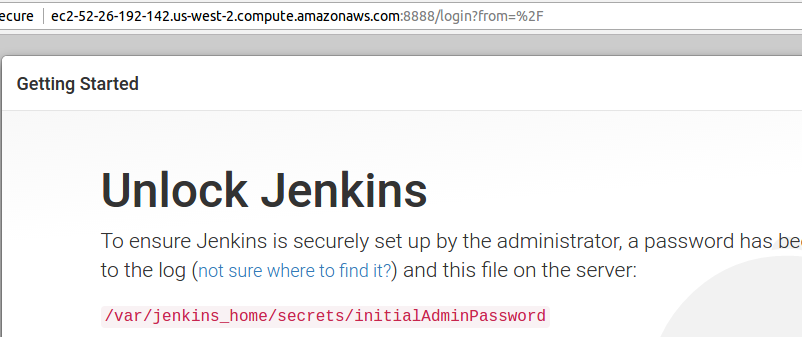 ecure | ec2-52-26-192-142.us-west-2.compute.amazonaws.com:8888/login?from=%2F
Getting Started
Unlock Jenkins
To ensure Jenkins is securely set up by the administrator, a password has
to the log (not sure where to find it?) and this file on the server:
/var/jenkins_home/secrets/initialAdminPassword